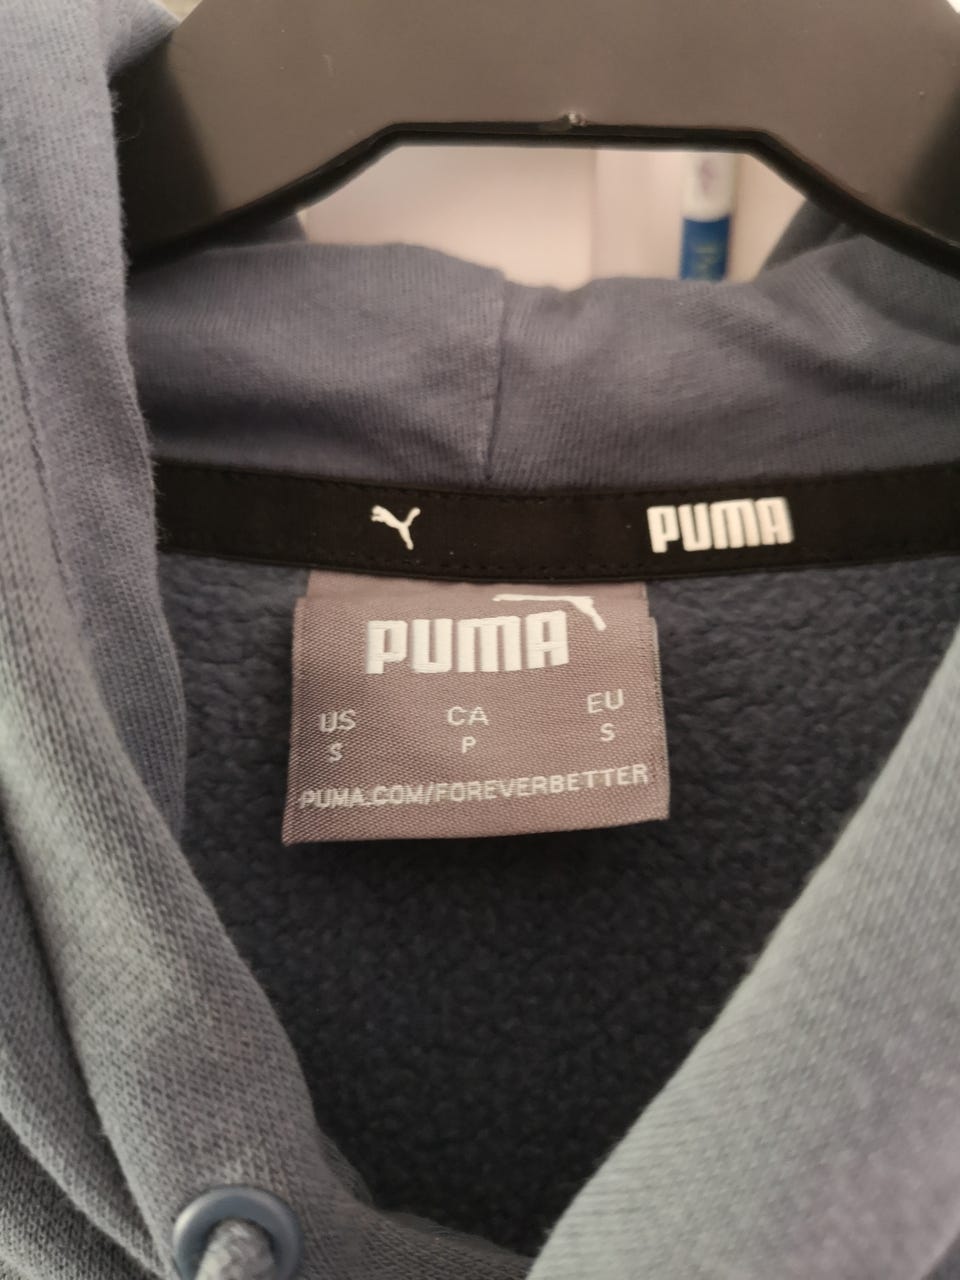 PUMA
PUMA
US CA EU
S P S
PUMA.COM/FOREVERBETTER